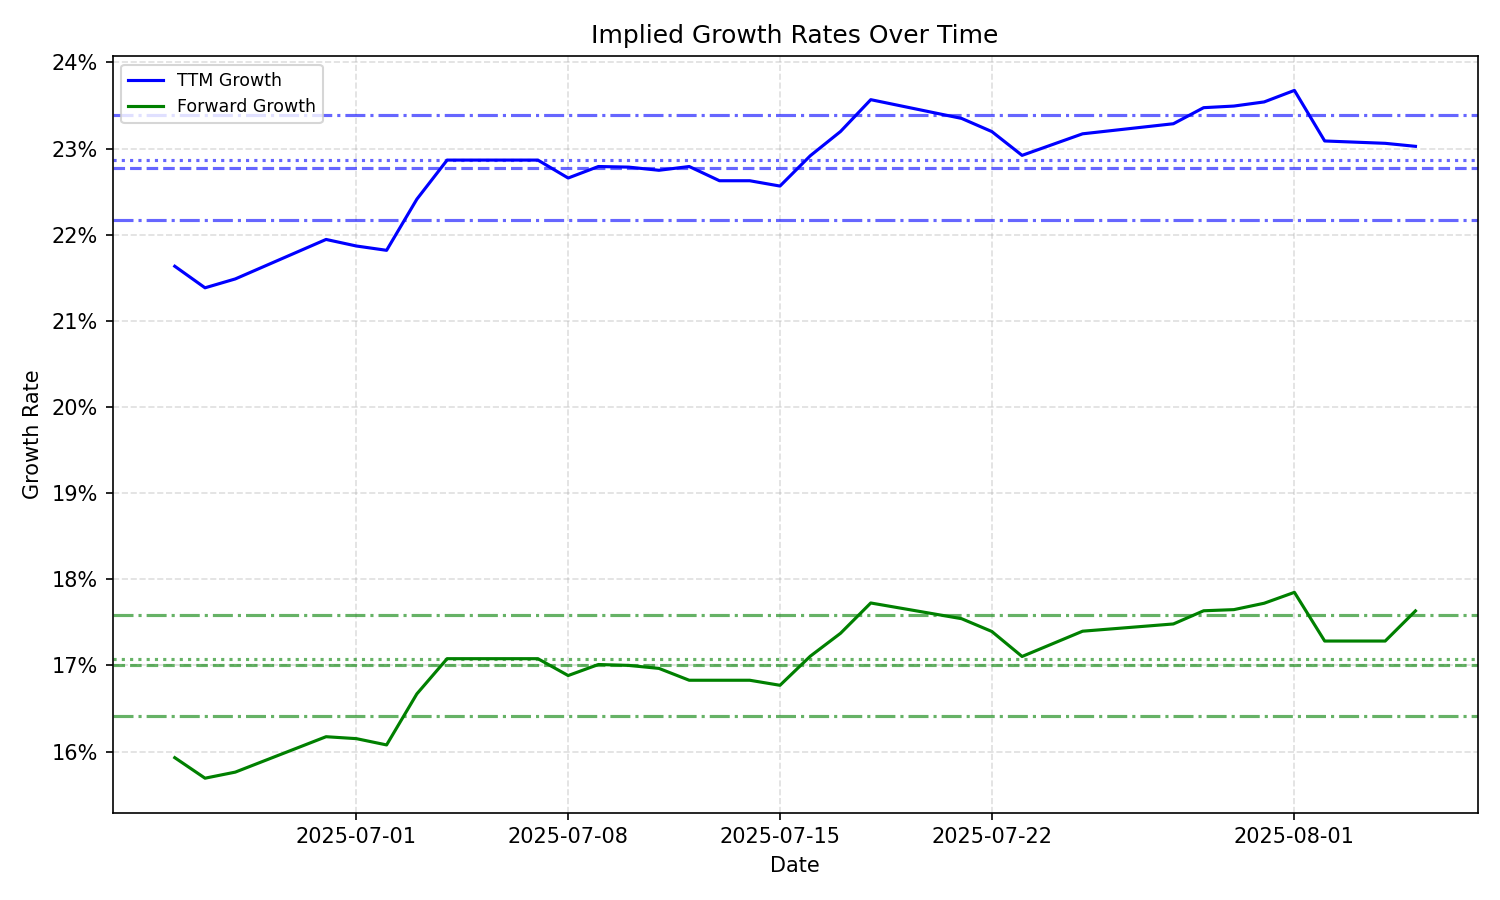 Implied Growth Rates Over Time
TTM Growth
Forward Growth
Growth Rate
24%
23%
22%
21%
20%
19%
18%
17%
16%
2025-07-01
2025-07-08
2025-07-15
2025-07-22
2025-08-01
Date